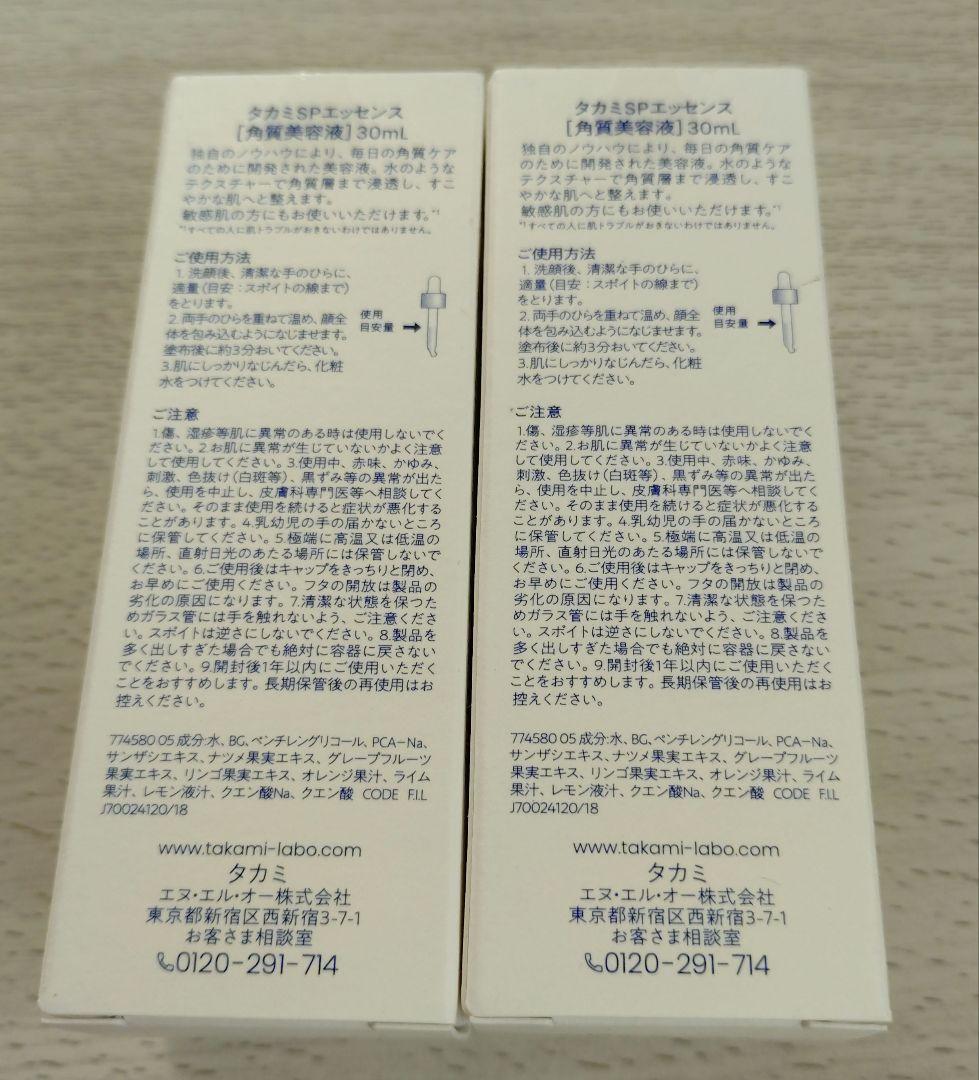 タカミSPエッセンス
[角質美容液] 30mL
独自のノウハウにより、毎日の角質ケア
のために開発された美容液。水のような
テクスチャーで角質層まで浸透し、すこ
やかな肌へと整えます。
敏感肌の方にもお使いいただけます。*1
*1すべての人に肌トラブルがおきないわけではありません。
ご使用方法
1. 洗顔後、清潔な手のひらに、
適量(目安:スポイトの線まで)
をとります。
2.両手のひらを重ねて温め、顔全
体を包み込むようになじませます。
塗布後に約3分おいてください。
3.肌にしっかりなじんだら、化粧
水をつけてください。
使用
目安量
ご注意
1.傷、湿疹等肌に異常のある時は使用しないでく
ださい。2.お肌に異常が生じていないかよく注意
して使用してください。3.使用中、赤味、かゆみ、
刺激、色抜け(白斑等)、黒ずみ等の異常が出た
ら、使用を中止し、皮膚科専門医等へ相談してく
ださい。そのまま使用を続けると症状が悪化する
ことがあります。4.乳幼児の手の届かないところ
に保管してください。5.極端に高温又は低温の
場所、直射日光のあたる場所には保管しないで
ください。6.ご使用後はキャップをきっちりと閉め、
お早めにご使用ください。フタの開放は製品の
劣化の原因になります。7.清潔な状態を保つた
めガラス管には手を触れないよう、ご注意くださ
い。スポイトは逆さにしないでください。8.製品を
多く出しすぎた場合でも絶対に容器に戻さない
でください。9.開封後1年以内にご使用いただく
ことをおすすめします。長期保管後の再使用はお
控えください。
774580 05 成分:水、BG、ペンチレングリコール、PCA-Na、
サンザシエキス、ナツメ果実エキス、グレープフルーツ
果実エキス、リンゴ果実エキス、オレンジ果汁、ライム
果汁、レモン液汁、クエン酸Na、クエン酸 CODE F.I.L
J70024120/18
www.takami-labo.com
タカミ
エヌ・エル・オー株式会社
東京都新宿区西新宿3-7-1
お客さま相談室
0120-291-714
タカミSPエッセンス
[角質美容液] 30mL
独自のノウハウにより、毎日の角質ケア
のために開発された美容液。水のような
テクスチャーで角質層まで浸透し、すこ
やかな肌へと整えます。
敏感肌の方にもお使いいただけます。*1
*1すべての人に肌トラブルがおきないわけではありません。
ご使用方法
1. 洗顔後、清潔な手のひらに、
適量(目安:スポイトの線まで)
をとります。
2.両手のひらを重ねて温め、顔全
体を包み込むようになじませます。
塗布後に約3分おいてください。
3.肌にしっかりなじんだら、化粧
水をつけてください。
使用
目安量
ご注意
1.傷、湿疹等肌に異常のある時は使用しないでく
ださい。2.お肌に異常が生じていないかよく注意
して使用してください。3.使用中、赤味、かゆみ、
刺激、色抜け(白斑等)、黒ずみ等の異常が出た
ら、使用を中止し、皮膚科専門医等へ相談してく
ださい。そのまま使用を続けると症状が悪化する
ことがあります。4.乳幼児の手の届かないところ
に保管してください。5.極端に高温又は低温の
場所、直射日光のあたる場所には保管しないで
ください。6.ご使用後はキャップをきっちりと閉め、
お早めにご使用ください。フタの開放は製品の
劣化の原因になります。7.清潔な状態を保つた
めガラス管には手を触れないよう、ご注意くださ
い。スポイトは逆さにしないでください。8.製品を
多く出しすぎた場合でも絶対に容器に戻さない
でください。9.開封後1年以内にご使用いただく
ことをおすすめします。長期保管後の再使用はお
控えください。
774580 05 成分:水、BG、ペンチレングリコール、PCA-Na、
サンザシエキス、ナツメ果実エキス、グレープフルーツ
果実エキス、リンゴ果実エキス、オレンジ果汁、ライム
果汁、レモン液汁、クエン酸Na、クエン酸 CODE F.I.L
J70024120/18
www.takami-labo.com
タカミ
エヌ・エル・オー株式会社
東京都新宿区西新宿3-7-1
お客さま相談室
0120-291-714